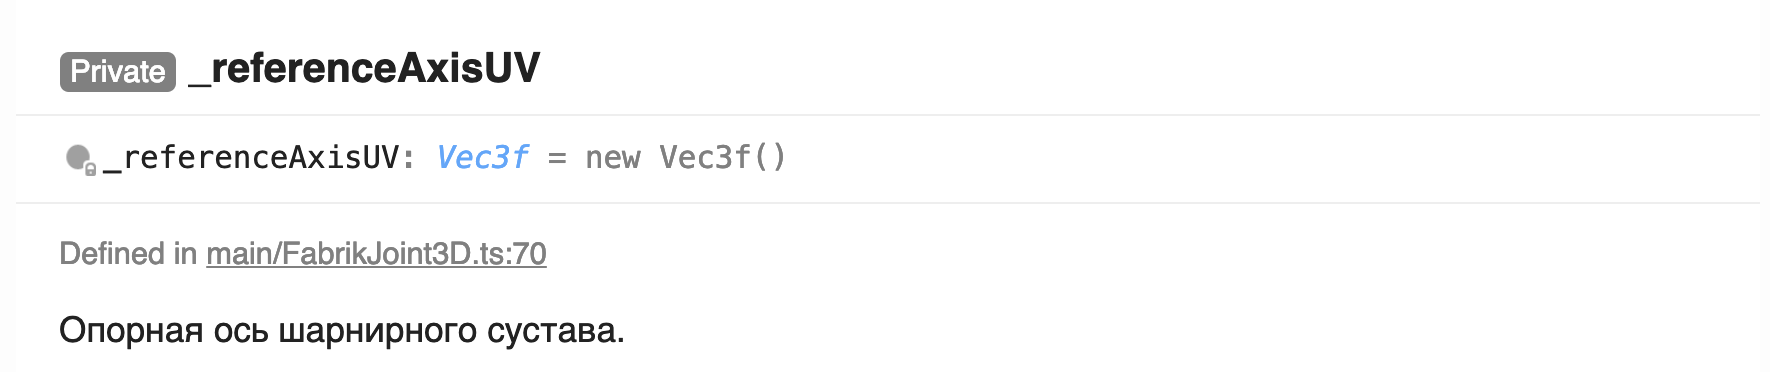 Private _referenceAxisUV
_referenceAxisUV: Vec3f = new Vec3f()
Defined in main/FabrikJoint3D.ts:70
Опорная ось шарнирного сустава.